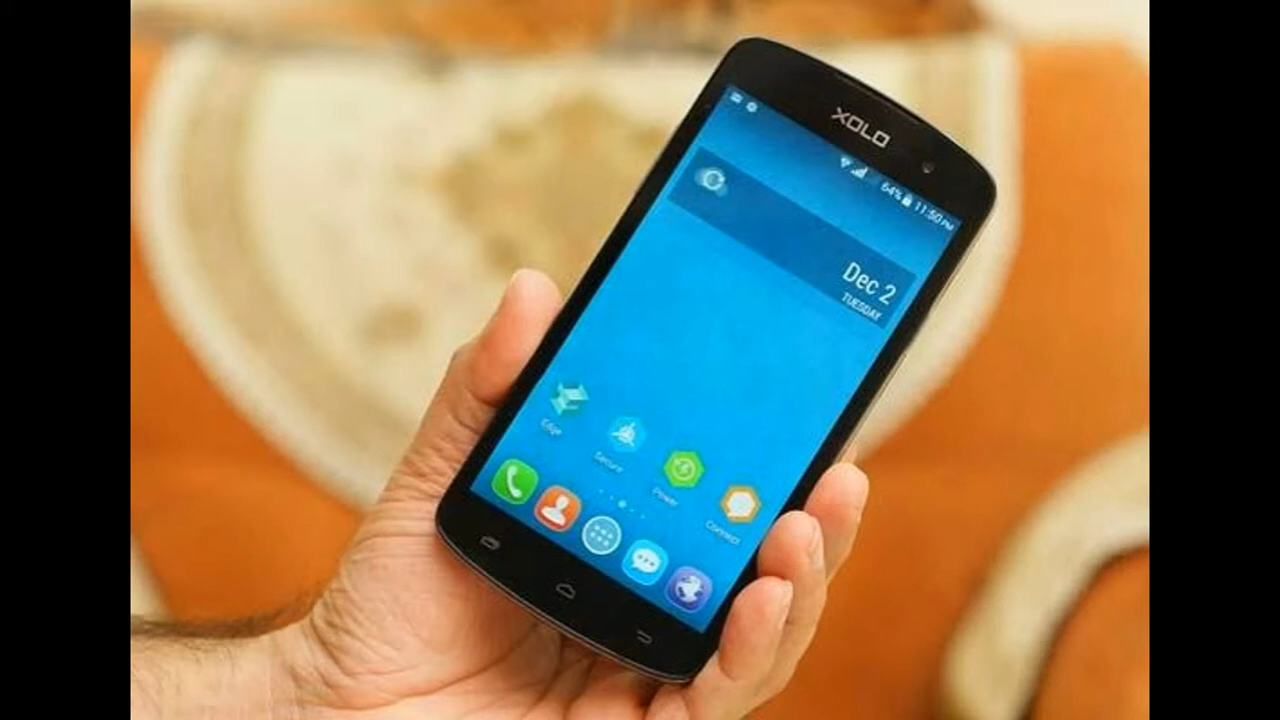 XOLO
64% 11:50 PM
Dec 2
TUESDAY
Edge
Secure
Power
Connect